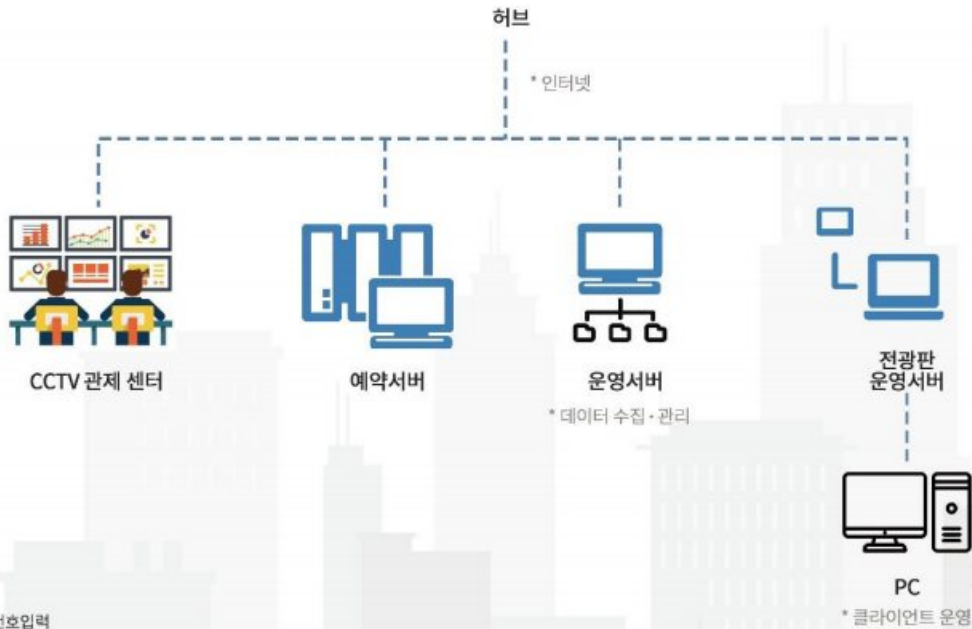 허브
* 인터넷
CCTV 관제 센터
예약서버
운영서버
* 데이터 수집·관리
전광판
운영서버
PC
* 클라이언트 운영